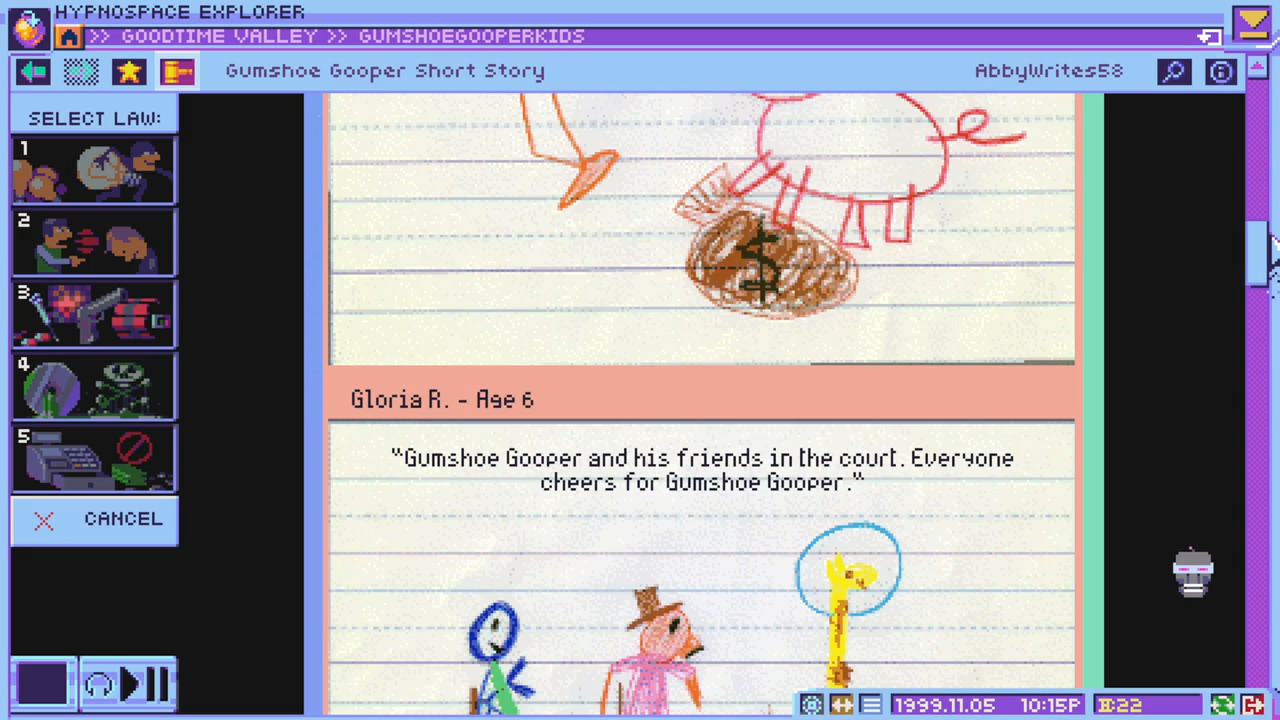 HYPNOSPACE EXPLORER
>> GOODTIME VALLEY >> GUMSHOEGOOPERKIDS
Gumshoe Gooper Short Story
AbbyWrites58
SELECT LAW:
1
2
3
4
5
CANCEL
$
Gloria R. - Age 6
"Gumshoe Gooper and his friends in the court. Everyone
cheers for Gumshoe Gooper."
1999.11.05 10:15P
22